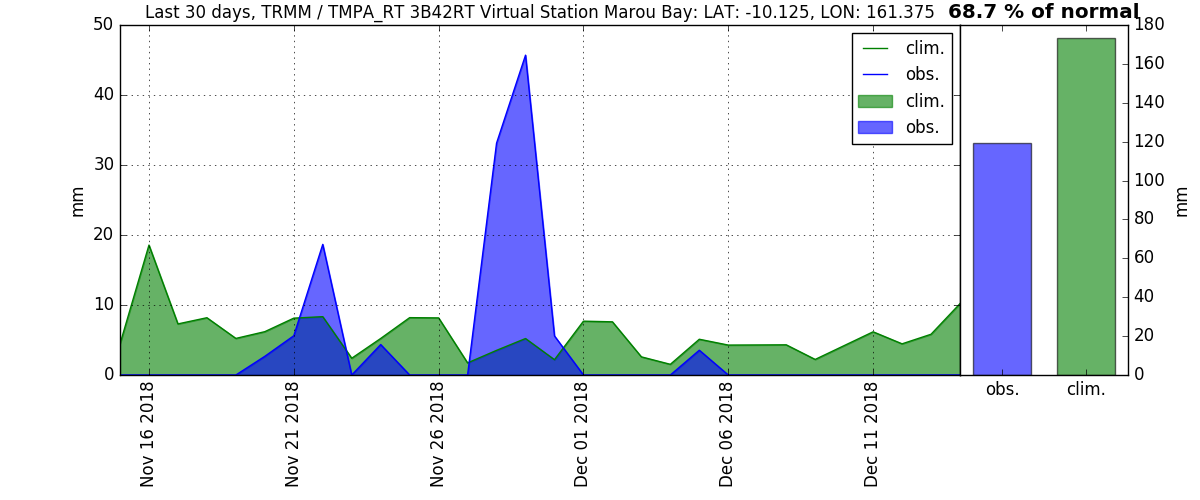 Last 30 days, TRMM / TMPA_RT 3B42RT Virtual Station Marou Bay: LAT: -10.125, LON: 161.375
68.7 % of normal
50
40
30
20
10
0
mm
clim.
obs.
clim.
obs.
Nov 16 2018
Nov 21 2018
Nov 26 2018
Dec 01 2018
Dec 06 2018
Dec 11 2018
180
160
140
120
100
80
60
40
20
0
mm
obs.
clim.